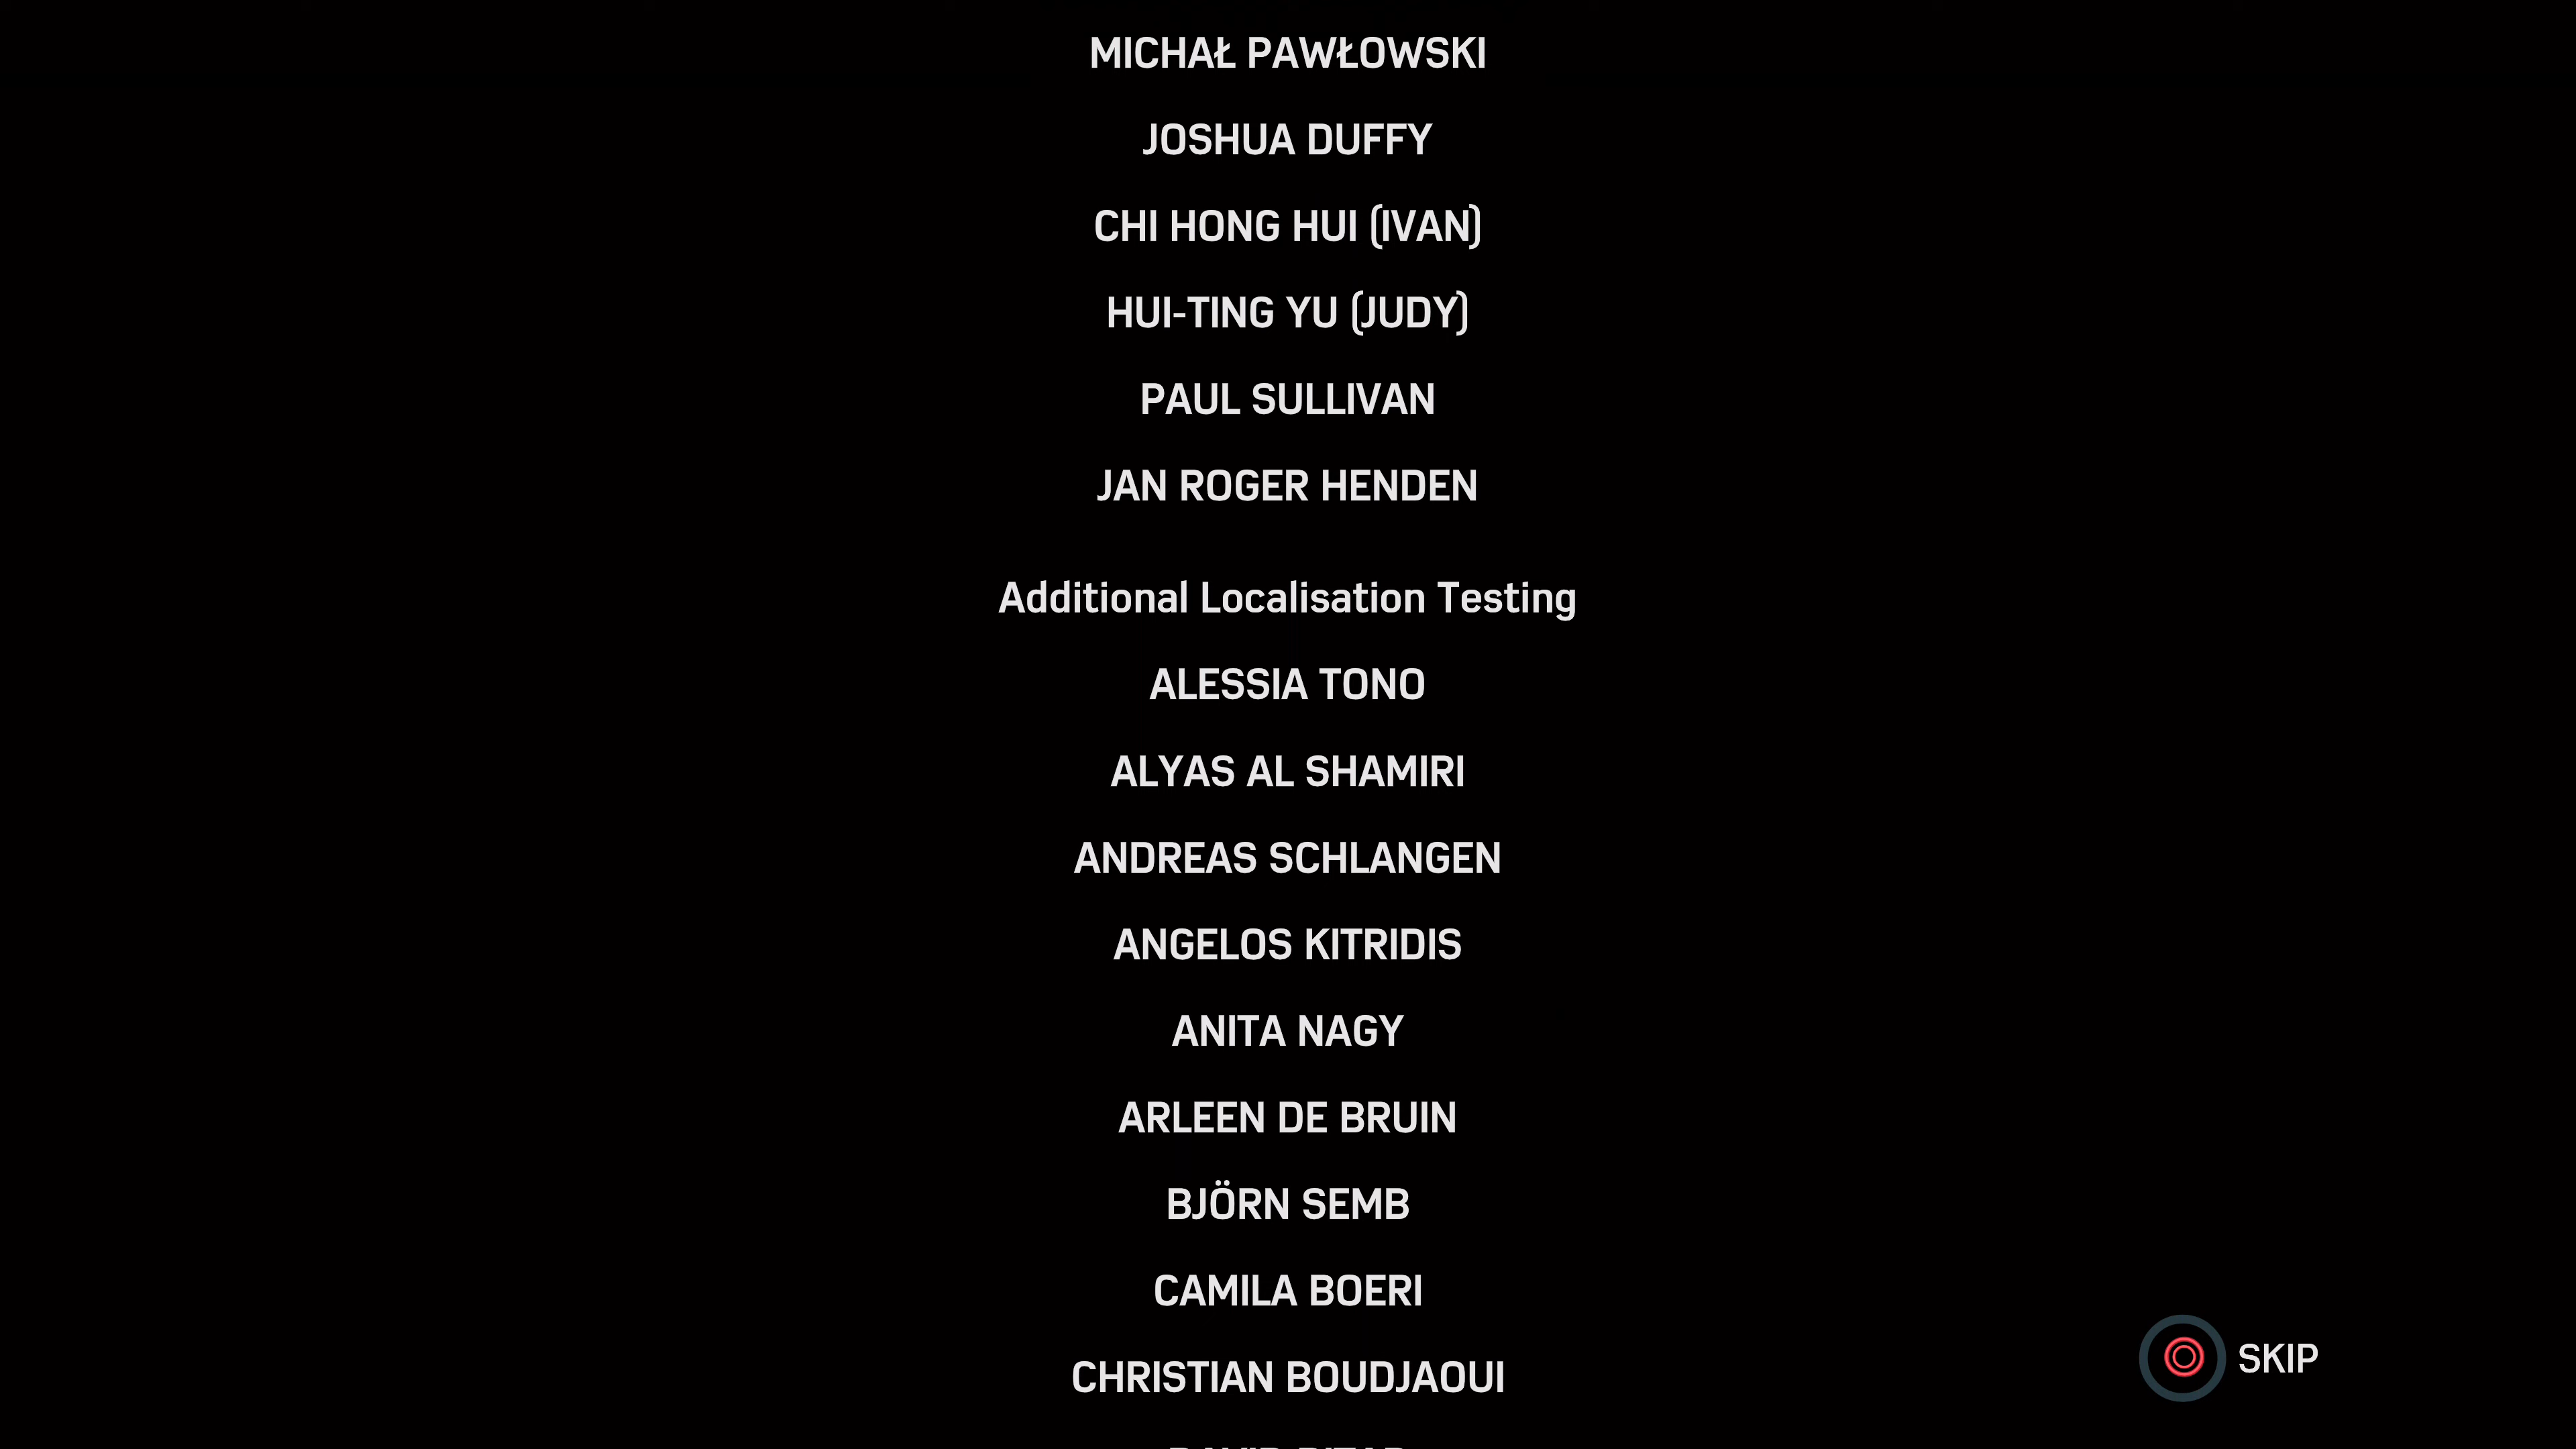 MICHAŁ PAWŁOWSKI
JOSHUA DUFFY
CHI HONG HUI (IVAN)
HUI-TING YU (JUDY)
PAUL SULLIVAN
JAN ROGER HENDEN
Additional Localisation Testing
ALESSIA TONO
ALYAS AL SHAMIRI
ANDREAS SCHLANGEN
ANGELOS KITRIDIS
ANITA NAGY
ARLEEN DE BRUIN
BJÖRN SEMB
CAMILA BOERI
CHRISTIAN BOUDJAOUI
SKIP